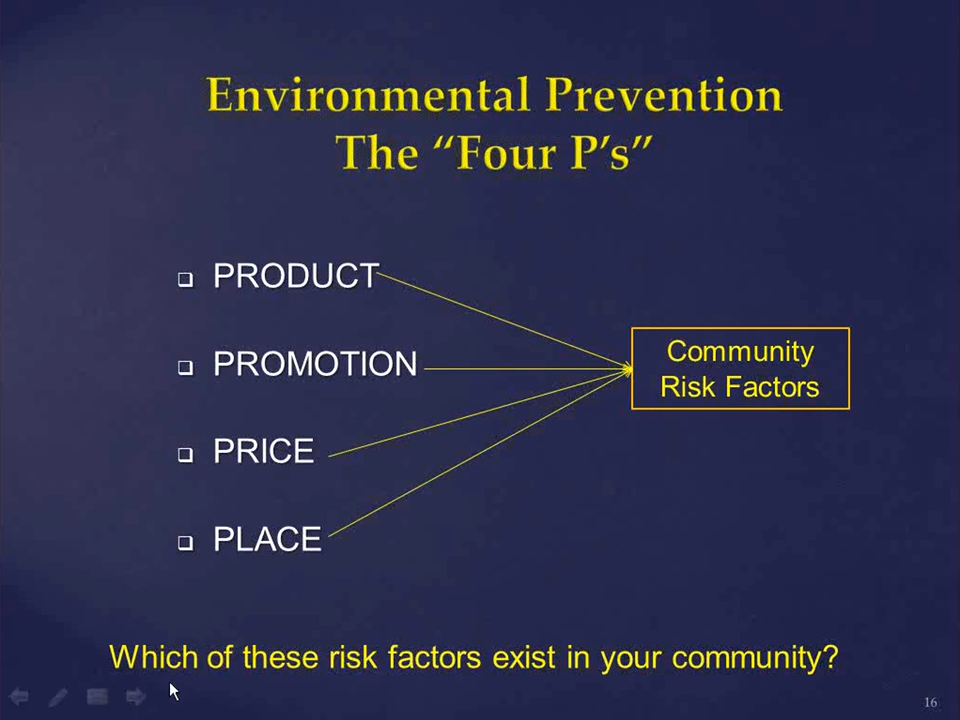 Environmental Prevention
The “Four P’s”
PRODUCT
PROMOTION
PRICE
PLACE
Community
Risk Factors
Which of these risk factors exist in your community?
16